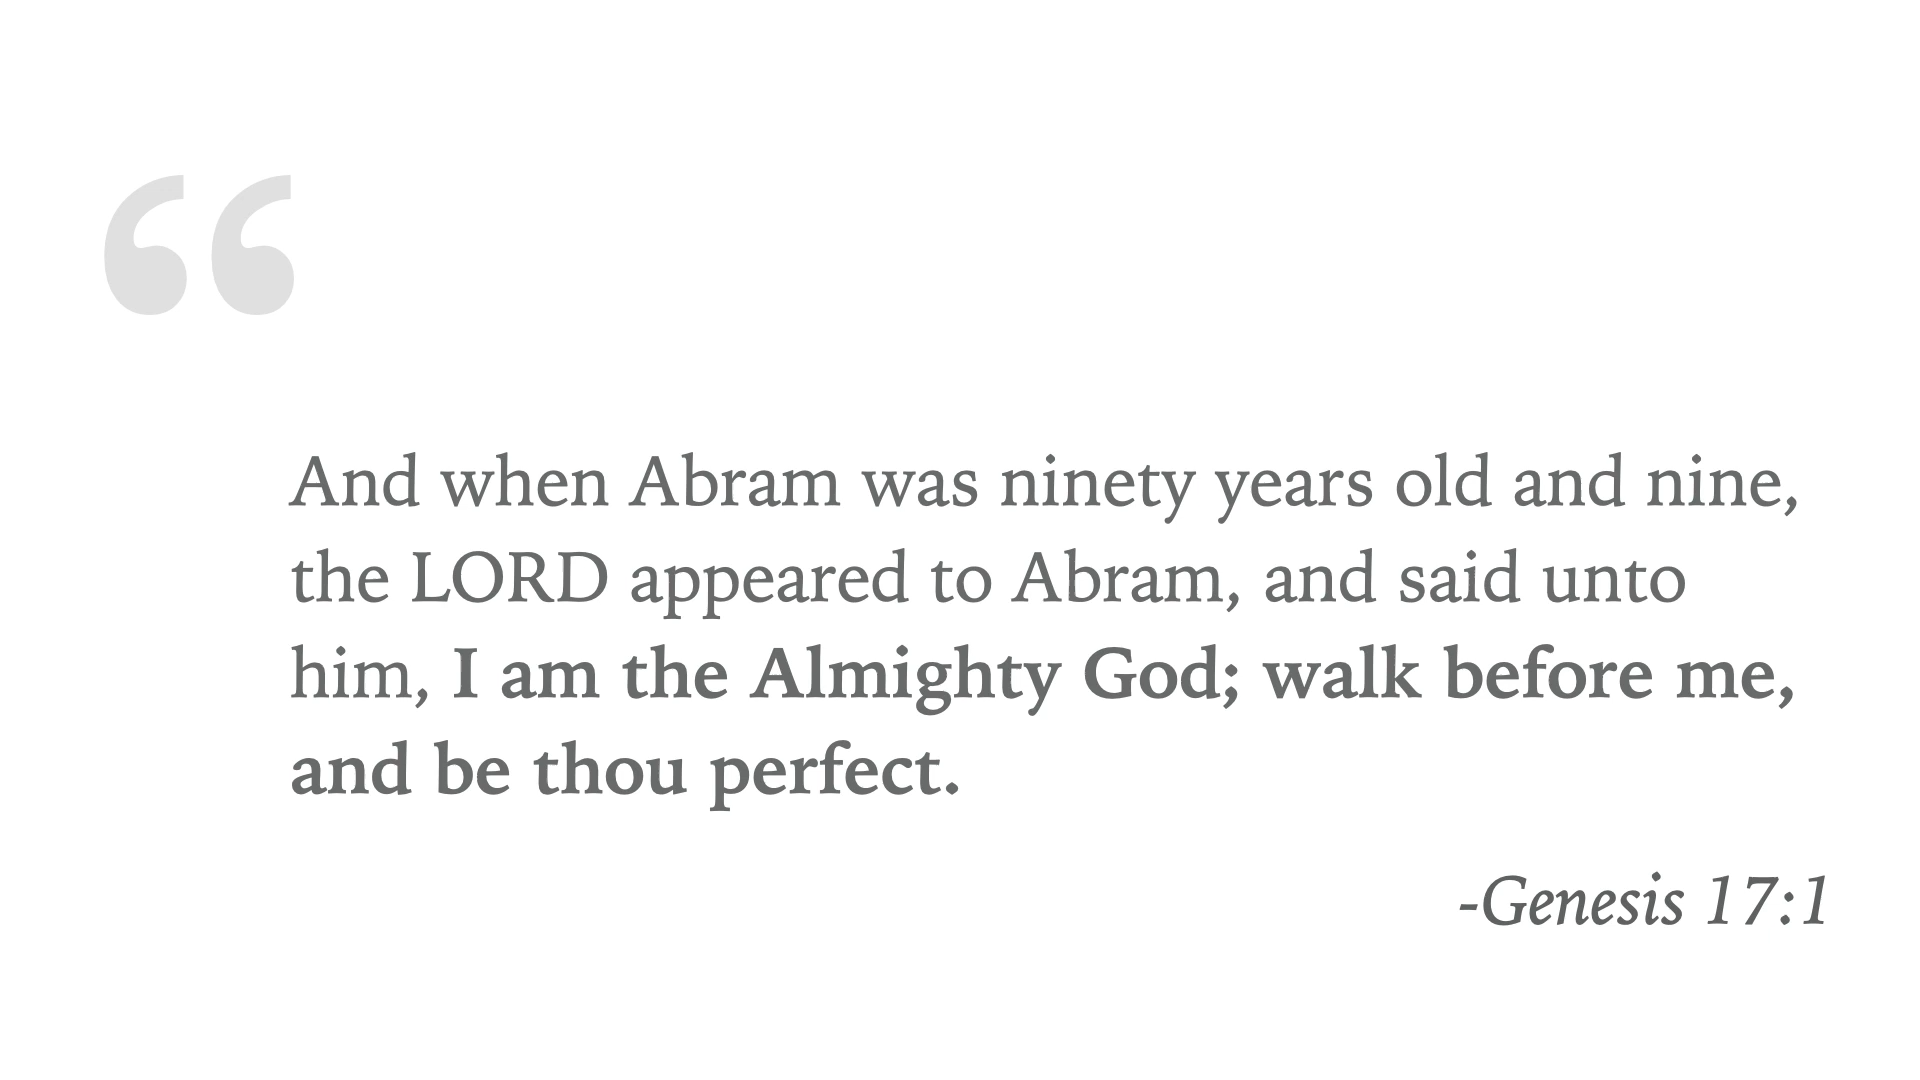 “
And when Abram was ninety years old and nine,
the LORD appeared to Abram, and said unto
him, I am the Almighty God; walk before me,
and be thou perfect.
-Genesis 17:1